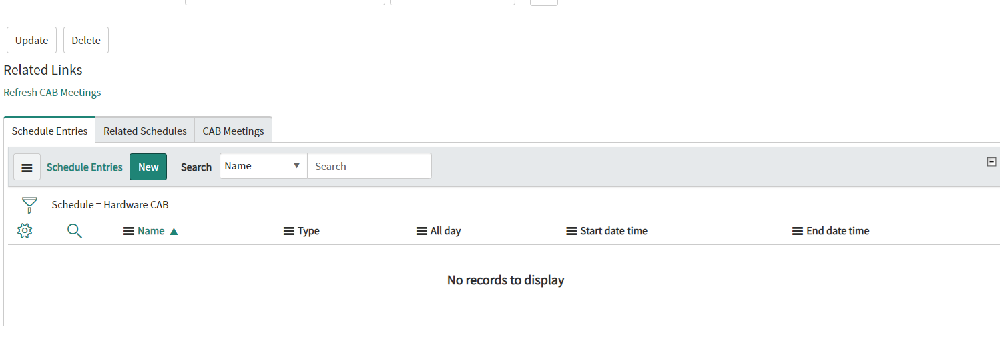 Update Delete
Related Links
Refresh CAB Meetings
Schedule Entries Related Schedules CAB Meetings
Schedule Entries New Search Name Search
Schedule = Hardware CAB
Name Type All day Start date time End date time
No records to display